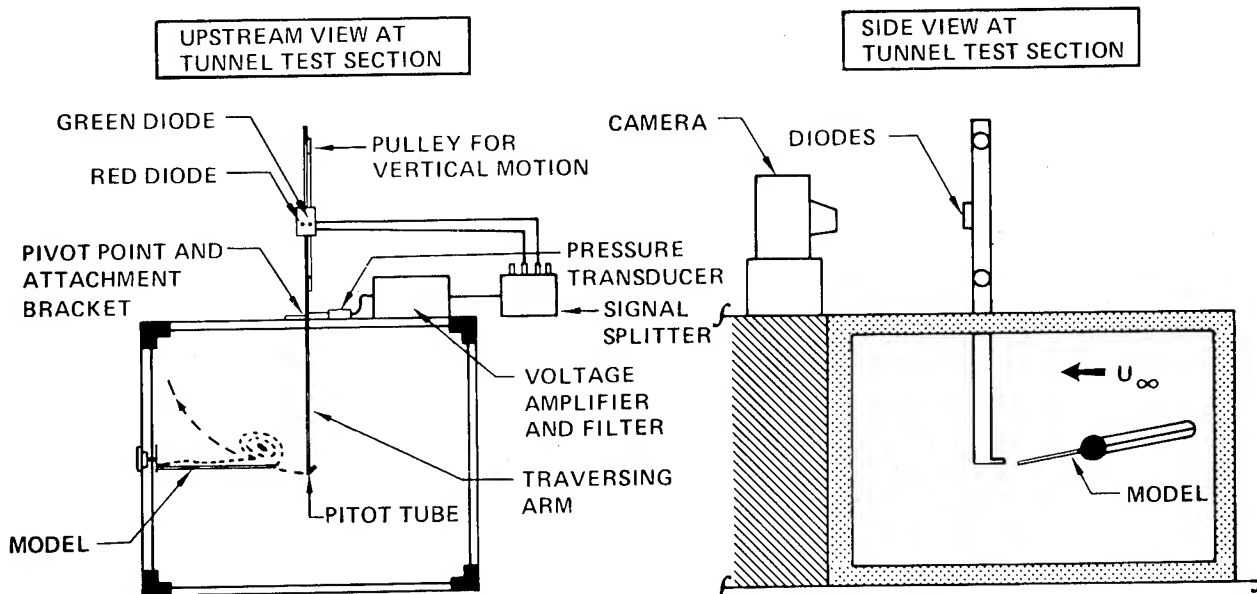 UPSTREAM VIEW AT
TUNNEL TEST SECTION
GREEN DIODE
RED DIODE
PULLEY FOR
VERTICAL MOTION
PIVOT POINT AND
ATTACHMENT
BRACKET
PRESSURE
TRANSDUCER
SIGNAL
SPLITTER
VOLTAGE
AMPLIFIER
AND FILTER
TRAVERSING
ARM
PITOT TUBE
MODEL
SIDE VIEW AT
TUNNEL TEST SECTION
CAMERA
DIODES
U∞
MODEL